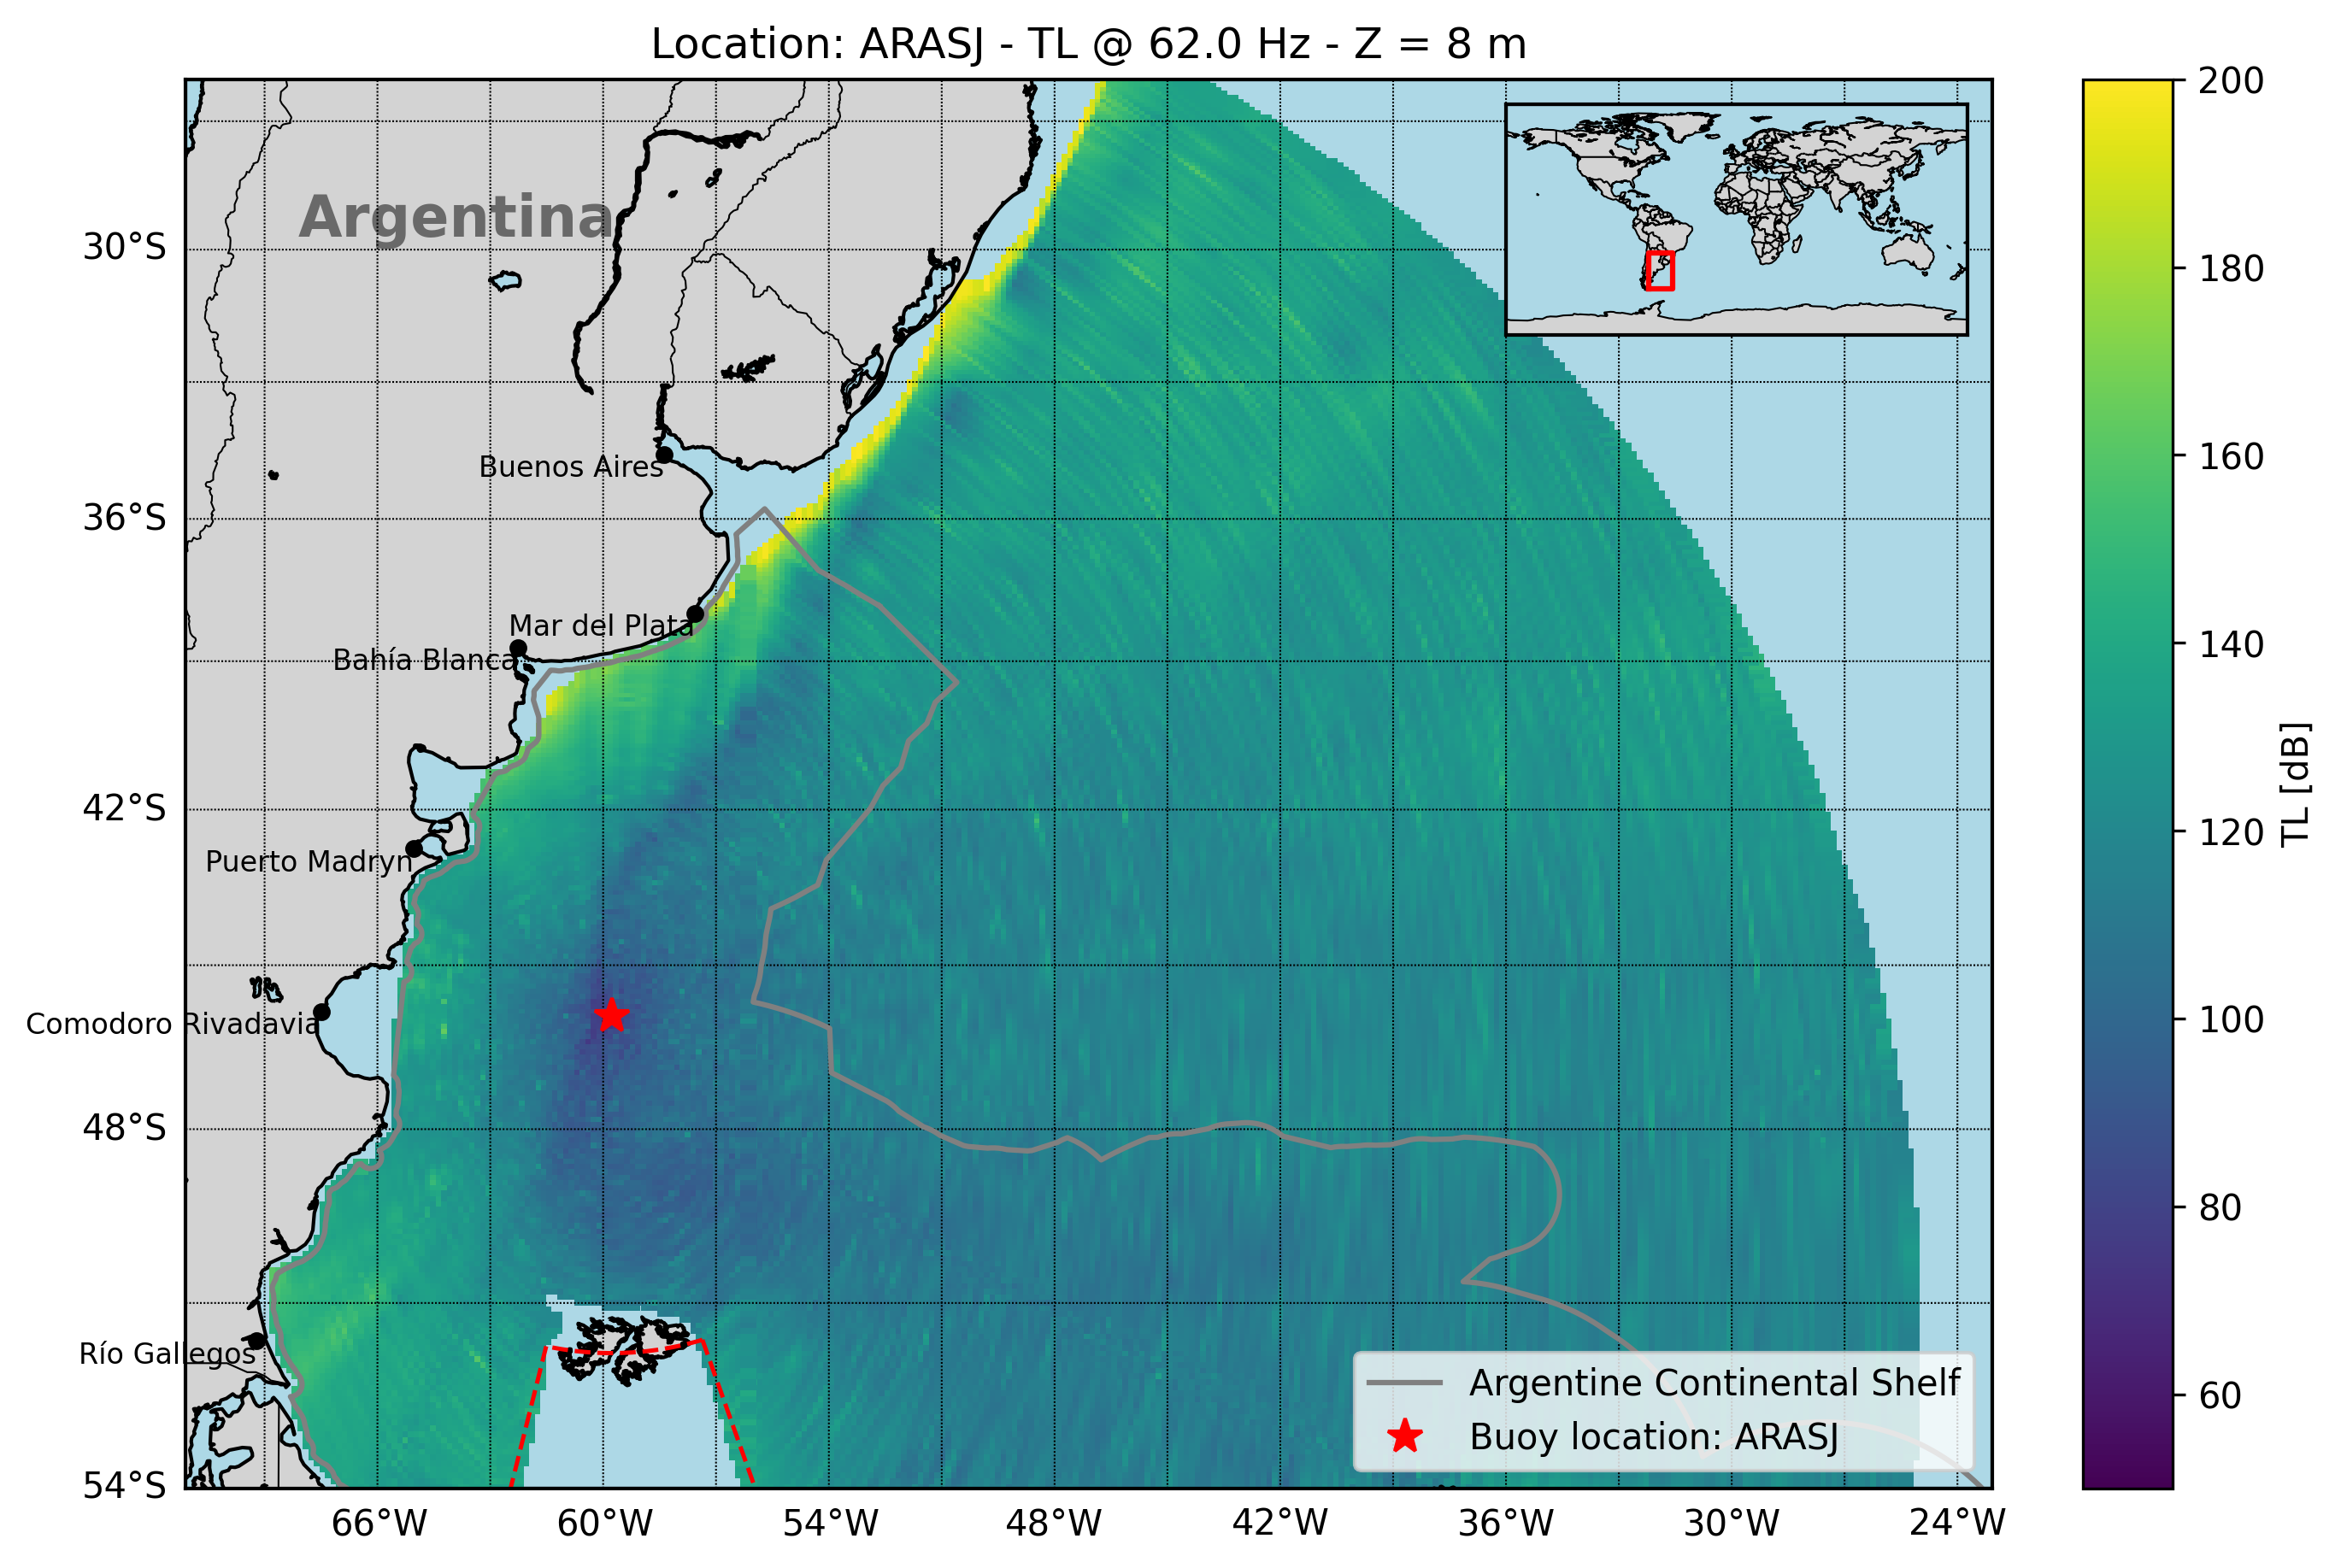 Location: ARASJ - TL @ 62.0 Hz - Z = 8 m
Argentina
30°S
36°S
42°S
48°S
54°S
Buenos Aires
Mar del Plata
Bahía Blanca
Puerto Madryn
Comodoro Rivadavia
Río Gallegos
Argentine Continental Shelf
Buoy location: ARASJ
66°W
60°W
54°W
48°W
42°W
36°W
30°W
24°W
200
180
160
140
120
100
80
60
TL [dB]